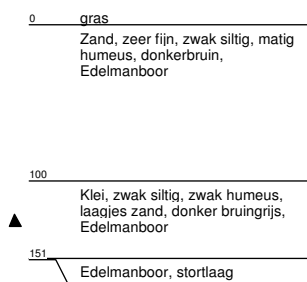 0 gras
Zand, zeer fijn, zwak siltig, matig
humeus, donkerbruin,
Edelmanboor
100
Klei, zwak siltig, zwak humeus,
laagjes zand, donker bruingrijs,
Edelmanboor
151
Edelmanboor, stortlaag